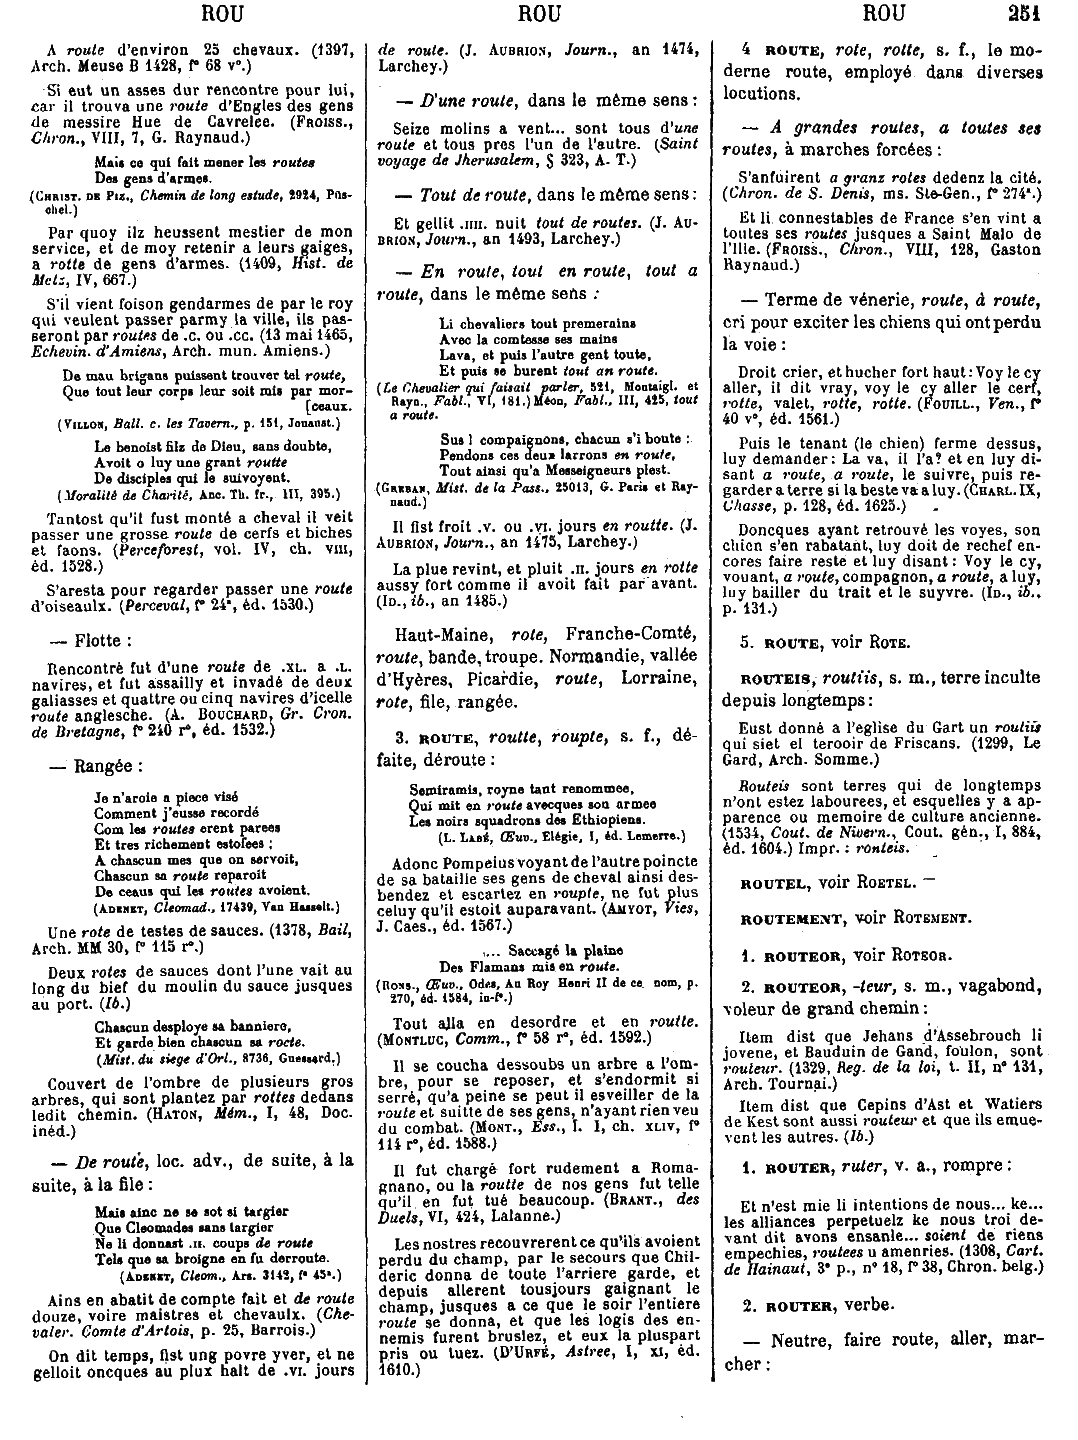 ROU
ROU
ROU
251
A route d'environ 25 chevaux. (1397,
Arch. Meuse B 1428, f° 68 v°.)
Si eut un asses dur rencontre pour lui,
car il trouva une route d'Engles des gens
de messire Hue de Cavrelee. (FROISS.,
Chron., VIII, 7, G. Raynaud.)
Mais ce qui fait mener les routes
Des gens d'armes.
(CHRIST. DE PIZ., Chemin de long estude, 2924, Püs-
chel.)
Par quoy ilz heussent mestier de mon
service, et de moy retenir a leurs gaiges,
a rotte de gens d'armes. (1409, Hist. de
Metz, IV, 667.)
S'il vient foison gendarmes de par le roy
qui veulent passer parmy la ville, ils pas-
seront par routes de .c. ou .cc. (13 mai 1465,
Echevin. d'Amiens, Arch. mun. Amiens.)
De mau brigans puissent trouver tel route,
Que tout leur corps leur soit mis par mor-
[ceaux.
(VILLON, Ball. c. les Tavern., p. 151, Jouaust.)
Le benoist filz de Dieu, sans doubte,
Avoit o luy une grant routte
De disciples qui le suivoyent.
(Moralité de Charité, Anc. Th. fr., III, 395.)
Tantost qu'il fust monté a cheval il veit
passer une grosse route de cerfs et biches
et faons. (Perceforest, vol. IV, ch. VIII,
éd. 1528.)
S'aresta pour regarder passer une route
d'oiseaulx. (Perceval, f° 24ª, éd. 1530.)
— Flotte :
Rencontré fut d'une route de .XL. a .L.
navires, et fut assailly et invadé de deux
galiasses et quattre ou cinq navires d'icelle
route anglesche. (A. BOUCHARD, Gr. Cron.
de Bretagne, f° 240 r°, éd. 1532.)
— Rangée :
Je n'aroie a piece visé
Comment j'eusse recordé
Com les routes erent parees
Et tres richement estofees :
A chascun mes que on servoit,
Chascun sa route reparoit
De ceaus qui les routes avoient.
(ADENET, Cleomad., 17439, Van Hasselt.)
Une rote de testes de sauces. (1378, Bail,
Arch. MM 30, f° 115 r°.)
Deux rotes de sauces dont l'une vait au
long du bief du moulin du sauce jusques
au port. (Ib.)
Chascun desploye sa banniere,
Et garde bien chascun sa rocte.
(Mist. du siege d'Orl., 8736, Guessard.)
Couvert de l'ombre de plusieurs gros
arbres, qui sont plantez par rottes dedans
ledit chemin. (HATON, Mém., I, 48, Doc.
inéd.)
— De route, loc. adv., de suite, à la
suite, à la file :
Mais ainc ne se sot si targier
Que Cleomades sans targier
Ne li donnast .II. coups de route
Tels que sa broigne en fu derroute.
(ADENET, Cleom., Ars. 3142, f° 45ª.)
Ains en abatit de compte fait et de route
douze, voire maistres et chevaulx. (Che-
valer. Comte d'Artois, p. 25, Barrois.)
On dit temps, fist ung povre yver, et ne
gelloit oncques au plux halt de .VI. jours
de route. (J. AUBRION, Journ., an 1474,
Larchey.)
— D'une route, dans le même sens :
Seize molins a vent... sont tous d'une
route et tous pres l'un de l'autre. (Saint
voyage de Jherusalem, § 323, A. T.)
— Tout de route, dans le même sens :
Et gellit .IIII. nuit tout de routes. (J. AU-
BRION, Journ., an 1493, Larchey.)
— En route, tout en route, tout a
route, dans le même sens :
Li chevaliers tout premerains
Avec la comtesse ses mains
Lava, et puis l'autre gent toute,
Et puis se burent tout an route.
(Le Chevalier qui faisait parler, 521, Montaigl. et
Rayn., Fabl., VI, 181.) Méon, Fabl., III, 425, tout
a route.
Sus ! compaignons, chacun s'i boute :
Pendons ces deux larrons en route,
Tout ainsi qu'a Messeigneurs plest.
(GREBAN, Mist. de la Pass., 25013, G. Paris et Ray-
naud.)
Il fist froit .V. ou .VI. jours en routte. (J.
AUBRION, Journ., an 1475, Larchey.)
La plue revint, et pluit .II. jours en rotte
aussy fort comme il avoit fait par avant.
(ID., ib., an 1485.)
Haut-Maine, rote, Franche-Comté,
route, bande, troupe. Normandie, vallée
d'Hyères, Picardie, route, Lorraine,
rote, file, rangée.
3. ROUTE, routte, roupte, s. f., dé-
faite, déroute :
Semiramis, royne tant renommee,
Qui mit en route avecques son armee
Les noirs squadrons des Ethiopiens.
(L. LABÉ, Œuv., Elégie, I, éd. Lemerre.)
Adonc Pompeius voyant de l'autre poincte
de sa bataille ses gens de cheval ainsi des-
bendez et escartez en roupte, ne fut plus
celuy qu'il estoit auparavant. (AMYOT, Vies,
J. Caes., éd. 1567.)
.... Saccagé la plaine
Des Flamans mis en route.
(RONS., Œuv., Odes, Au Roy Henri II de ce nom, p.
270, éd. 1584, in-f°.)
Tout alla en desordre et en routte.
(MONTLUC, Comm., f° 58 r°, éd. 1592.)
Il se coucha dessoubs un arbre a l'om-
bre, pour se reposer, et s'endormit si
serré, qu'a peine se peut il esveiller de la
route et suitte de ses gens, n'ayant rien veu
du combat. (MONT., Ess., l. I, ch. XLIV, f°
114 r°, éd. 1588.)
Il fut chargé fort rudement a Roma-
gnano, ou la routte de nos gens fut telle
qu'il en fut tué beaucoup. (BRANT., des
Duels, VI, 424, Lalanne.)
Les nostres recouvrerent ce qu'ils avoient
perdu du champ, par le secours que Chil-
deric donna de toute l'arriere garde, et
depuis allerent tousjours gaignant le
champ, jusques a ce que le soir l'entiere
route se donna, et que les logis des en-
nemis furent bruslez, et eux la pluspart
pris ou tuez. (D'URFÉ, Astree, I, XI, éd.
1610.)
4 ROUTE, rote, rotte, s. f., le mo-
derne route, employé dans diverses
locutions.
— A grandes routes, a toutes ses
routes, à marches forcées :
S'anfuirent a granz rotes dedenz la cité.
(Chron. de S. Denis, ms. Ste-Gen., f° 274ª.)
Et li connestables de France s'en vint a
toutes ses routes jusques a Saint Malo de
l'Ille. (FROISS., Chron., VIII, 128, Gaston
Raynaud.)
— Terme de vénerie, route, à route,
cri pour exciter les chiens qui ont perdu
la voie :
Droit crier, et hucher fort haut : Voy le cy
aller, il dit vray, voy le cy aller le cerf,
rotte, valet, rotte, rotte. (FOUILL., Ven., f°
40 v°, éd. 1561.)
Puis le tenant (le chien) ferme dessus,
luy demander : La va, il l'a? et en luy di-
sant a route, a route, le suivre, puis re-
garder a terre si la beste va a luy. (CHARL. IX,
Chasse, p. 128, éd. 1625.)
Doncques ayant retrouvé les voyes, son
chien s'en rabatant, luy doit de rechef en-
cores faire reste et luy disant : Voy le cy,
vouant, a route, compagnon, a route, a luy,
luy bailler du trait et le suyvre. (ID., ib.,
p. 131.)
5. ROUTE, voir ROTE.
ROUTEIS, routiis, s. m., terre inculte
depuis longtemps :
Eust donné a l'eglise du Gart un routiis
qui siet el terooir de Friscans. (1299, Le
Gard, Arch. Somme.)
Routeis sont terres qui de longtemps
n'ont estez labourees, et esquelles y a ap-
parence ou memoire de culture ancienne.
(1534, Cout. de Nivern., Cout. gén., I, 884,
éd. 1604.) Impr. : ronteis.
ROUTEL, voir ROETEL. —
ROUTEMENT, voir ROTEMENT.
1. ROUTEOR, voir ROTEOR.
2. ROUTEOR, -teur, s. m., vagabond,
voleur de grand chemin :
Item dist que Jehans d'Assebrouch li
jovene, et Bauduin de Gand, foulon, sont
routeur. (1329, Reg. de la loi, t. II, n° 131,
Arch. Tournai.)
Item dist que Cepins d'Ast et Watiers
de Kest sont aussi routeur et que ils emue-
vent les autres. (Ib.)
1. ROUTER, ruter, v. a., rompre :
Et n'est mie li intentions de nous... ke...
les alliances perpetuelz ke nous troi de-
vant dit avons ensanle... soient de riens
empechies, routees u amenries. (1308, Cart.
de Hainaut, 3° p., n° 18, f° 38, Chron. belg.)
2. ROUTER, verbe.
— Neutre, faire route, aller, mar-
cher :